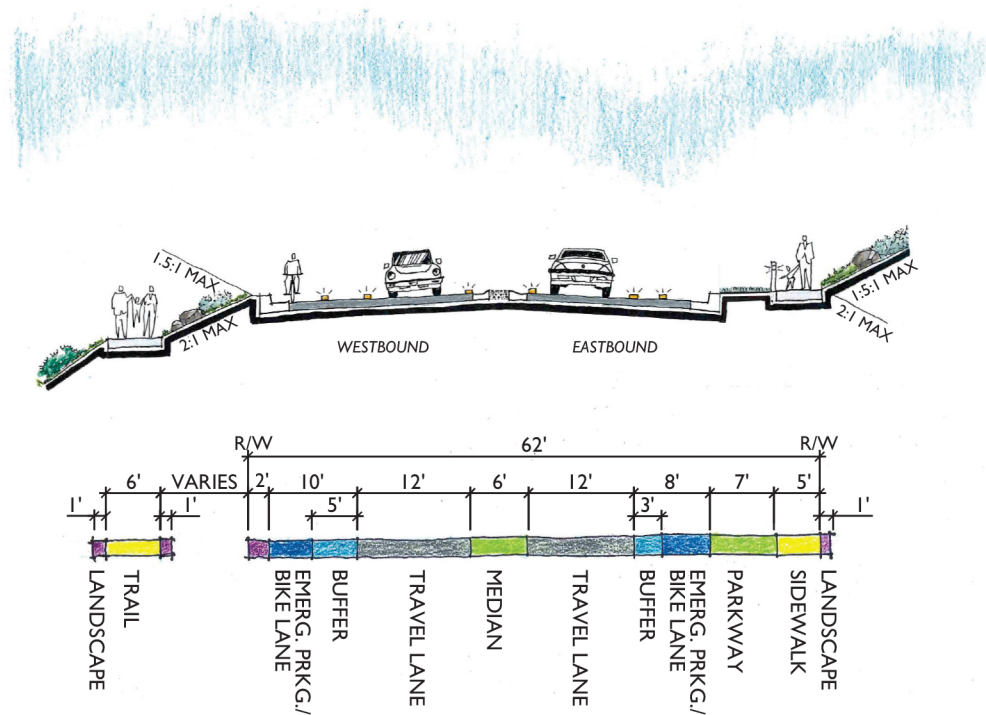 1.5:1 MAX
2:1 MAX
WESTBOUND
EASTBOUND
1:5:1 MAX
2:1 MAX
R/W
62'
R/W
6'
VARIES
2'
10'
12'
6'
12'
8'
7'
5'
1'
1'
5'
3'
1'
LANDSCAPE
TRAIL
EMERG. PRKG./
BIKE LANE
BUFFER
TRAVEL LANE
MEDIAN
TRAVEL LANE
BUFFER
EMERG. PRKG./
BIKE LANE
PARKWAY
SIDEWALK
LANDSCAPE